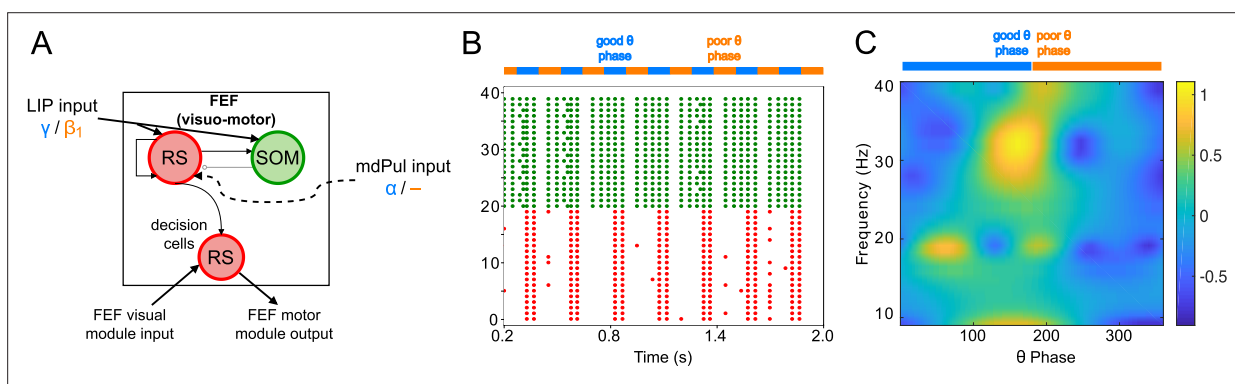 A
LIP input
γ / β1
FEF
(visuo-motor)
RS
SOM
mdPul input
α / –
decision
cells
RS
FEF visual
module input
FEF motor
module output
B
good θ
phase
poor θ
phase
40
30
20
10
0
0.2
0.8
1.4
2.0
Time (s)
C
good θ
phase
poor θ
phase
Frequency (Hz)
40
30
20
10
100
200
300
θ Phase
1
0.5
0
-0.5